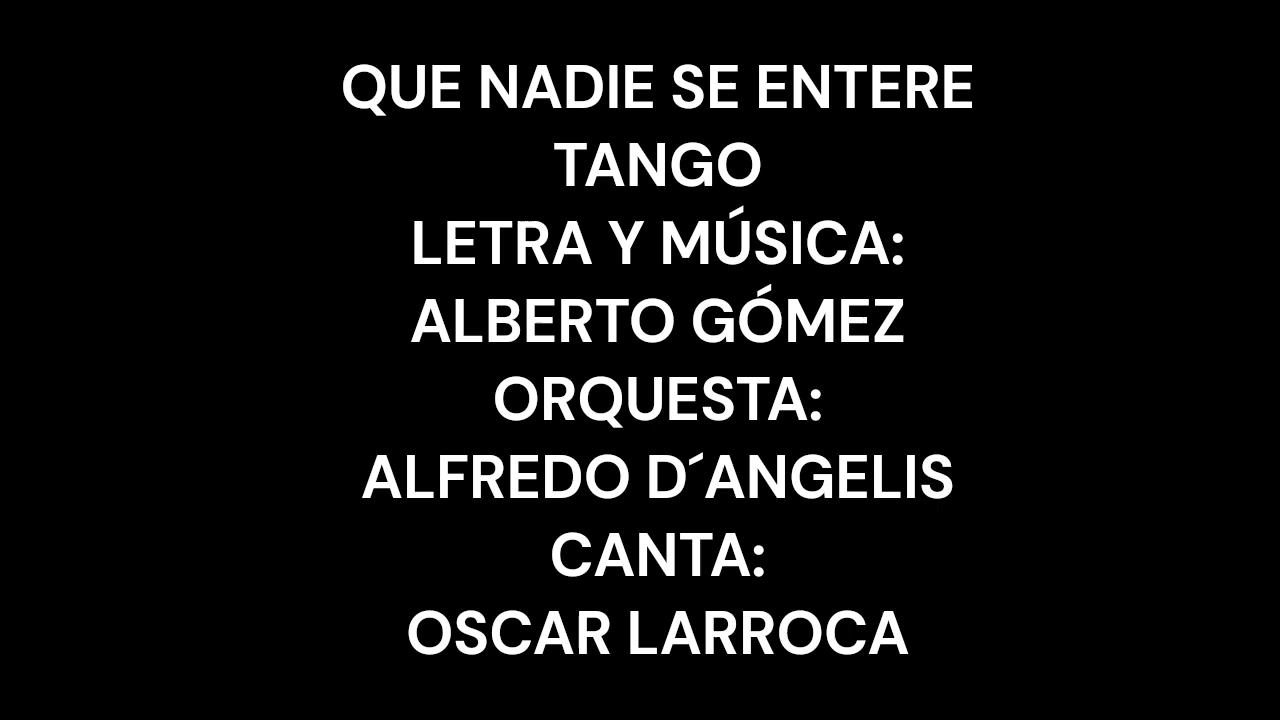 QUE NADIE SE ENTERE
TANGO
LETRA Y MÚSICA:
ALBERTO GÓMEZ
ORQUESTA:
ALFREDO D´ANGELIS
CANTA:
OSCAR LARROCA